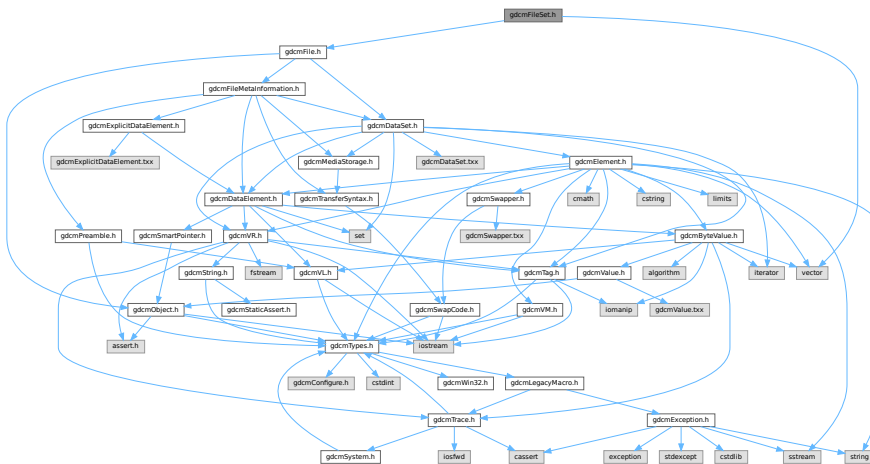 gdcmFileSet.h
gdcmFile.h
gdcmFileMetaInformation.h
gdcmExplicitDataElement.h
gdcmDataSet.h
gdcmExplicitDataElement.txx
gdcmMediaStorage.h
gdcmDataSet.txx
gdcmElement.h
gdcmDataElement.h
gdcmTransferSyntax.h
gdcmSwapper.h
cmath
cstring
limits
gdcmPreamble.h
gdcmSmartPointer.h
gdcmVR.h
set
gdcmSwapper.txx
gdcmByteValue.h
gdcmString.h
fstream
gdcmVL.h
gdcmTag.h
gdcmValue.h
algorithm
iterator
vector
gdcmObject.h
gdcmStaticAssert.h
gdcmSwapCode.h
gdcmVM.h
iomanip
gdcmValue.txx
assert.h
gdcmTypes.h
iostream
gdcmConfigure.h
cstdint
gdcmWin32.h
gdcmLegacyMacro.h
gdcmTrace.h
gdcmException.h
gdcmSystem.h
iosfwd
cassert
exception
stdexcept
cstdlib
sstream
string